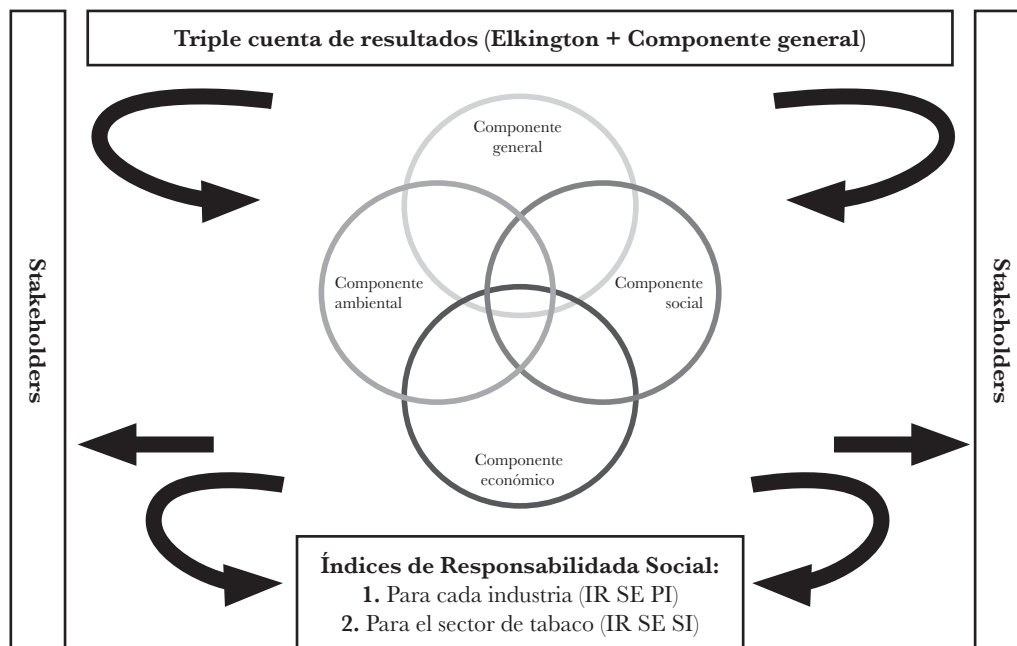 Triple cuenta de resultados (Elkington + Componente general)
Stakeholders
Componente
general
Componente
ambiental
Componente
social
Componente
económico
Stakeholders
Índices de Responsabilidada Social:
1. Para cada industria (IR SE PI)
2. Para el sector de tabaco (IR SE SI)